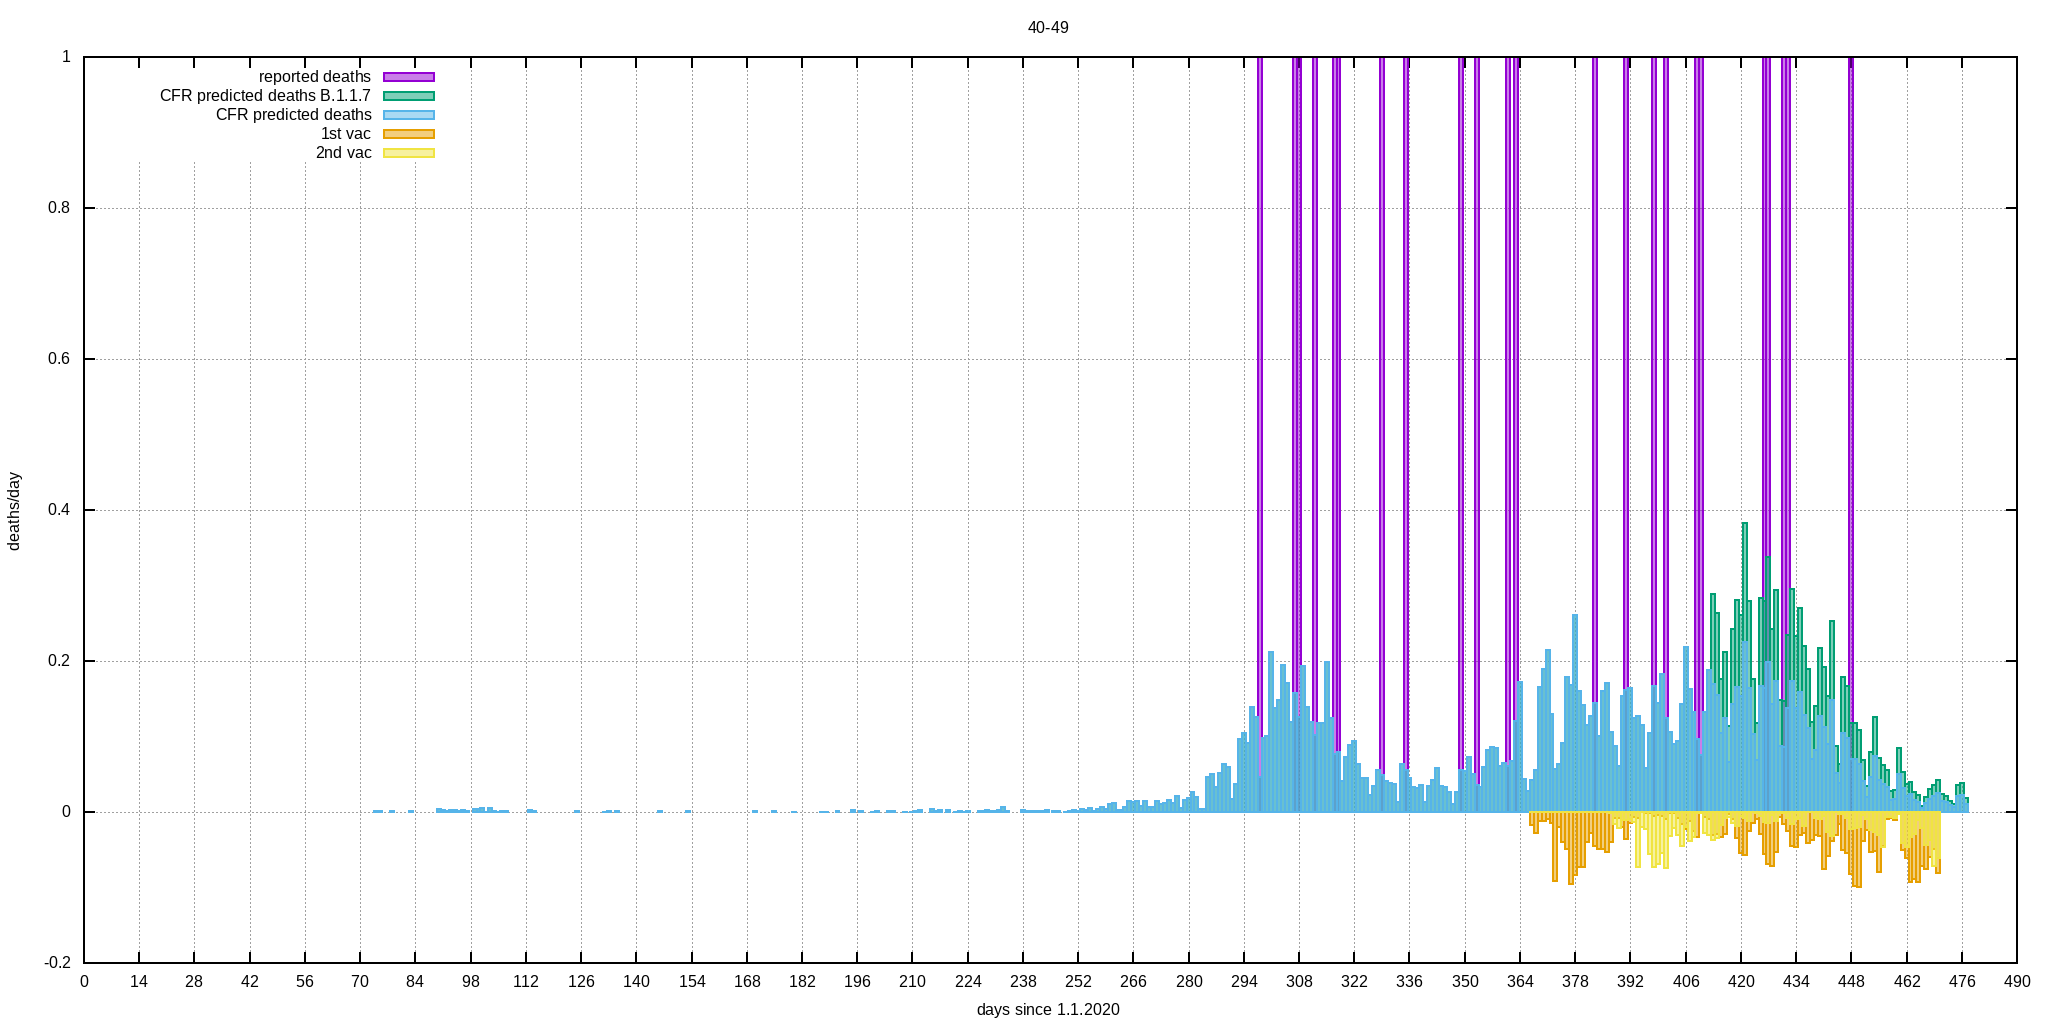 40-49
1
reported deaths
CFR predicted deaths B.1.1.7
CFR predicted deaths
1st vac
2nd vac
0.8
0.6
0.4
0.2
0
-0.2
deaths/day
0 14 28 42 56 70 84 98 112 126 140 154 168 182 196 210 224 238 252 266 280 294 308 322 336 350 364 378 392 406 420 434 448 462 476 490
days since 1.1.2020